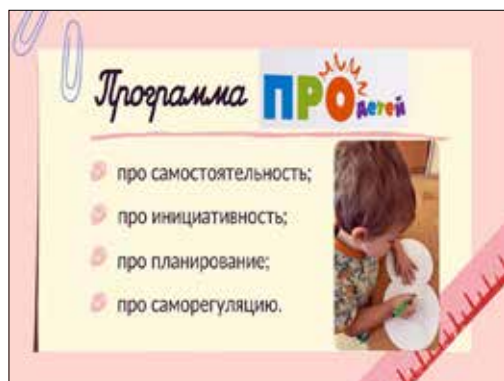 Программа ПРО детей
про самостоятельность;
про инициативность;
про планирование;
про саморегуляцию.